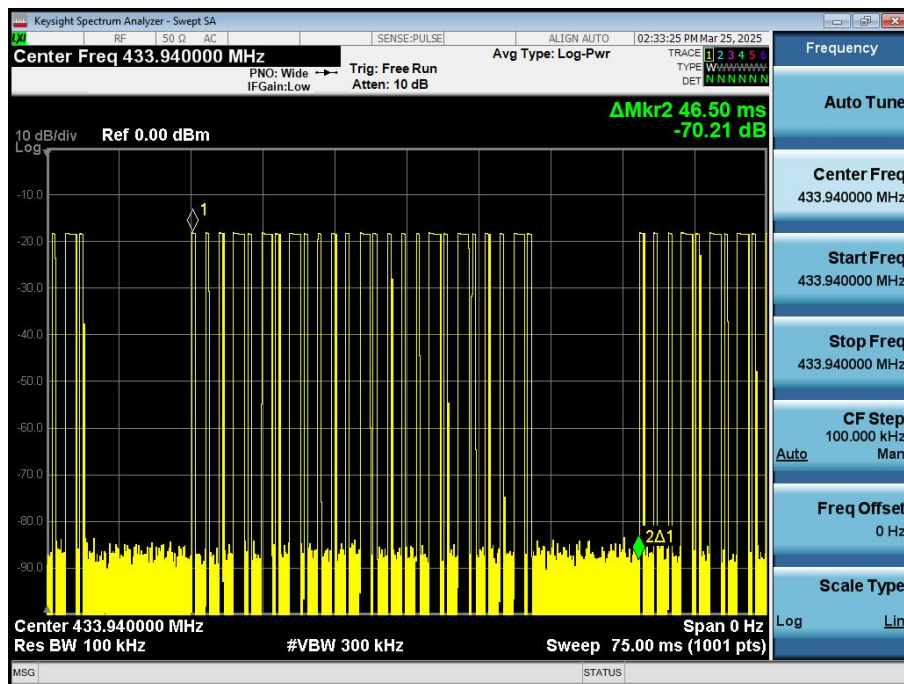 Keysight Spectrum Analyzer - Swept SA
LXI
RF
50 Ω
AC
SENSE:PULSE
ALIGN AUTO
02:33:25 PM Mar 25, 2025
Center Freq 433.940000 MHz
PNO: Wide
IFGain:Low
Trig: Free Run
Atten: 10 dB
Avg Type: Log-Pwr
TRACE 1 2 3 4 5 6
TYPE WWWWWW
DET N N N N N N
ΔMkr2 46.50 ms
-70.21 dB
10 dB/div
Log
Ref 0.00 dBm
-10.0
-20.0
-30.0
-40.0
-50.0
-60.0
-70.0
-80.0
-90.0
1
2Δ1
Center 433.940000 MHz
Span 0 Hz
Res BW 100 kHz
#VBW 300 kHz
Sweep 75.00 ms (1001 pts)
MSG
STATUS
Frequency
Auto Tune
Center Freq
433.940000 MHz
Start Freq
433.940000 MHz
Stop Freq
433.940000 MHz
CF Step
100.000 kHz
Auto
Man
Freq Offset
0 Hz
Scale Type
Log
Lin